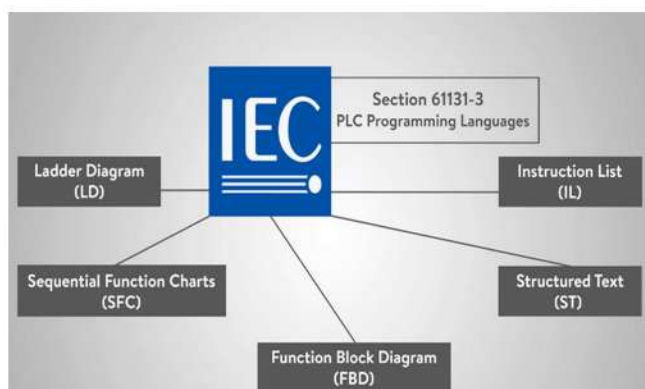 IEC
Section 61131-3
PLC Programming Languages
Ladder Diagram
(LD)
Instruction List
(IL)
Sequential Function Charts
(SFC)
Structured Text
(ST)
Function Block Diagram
(FBD)